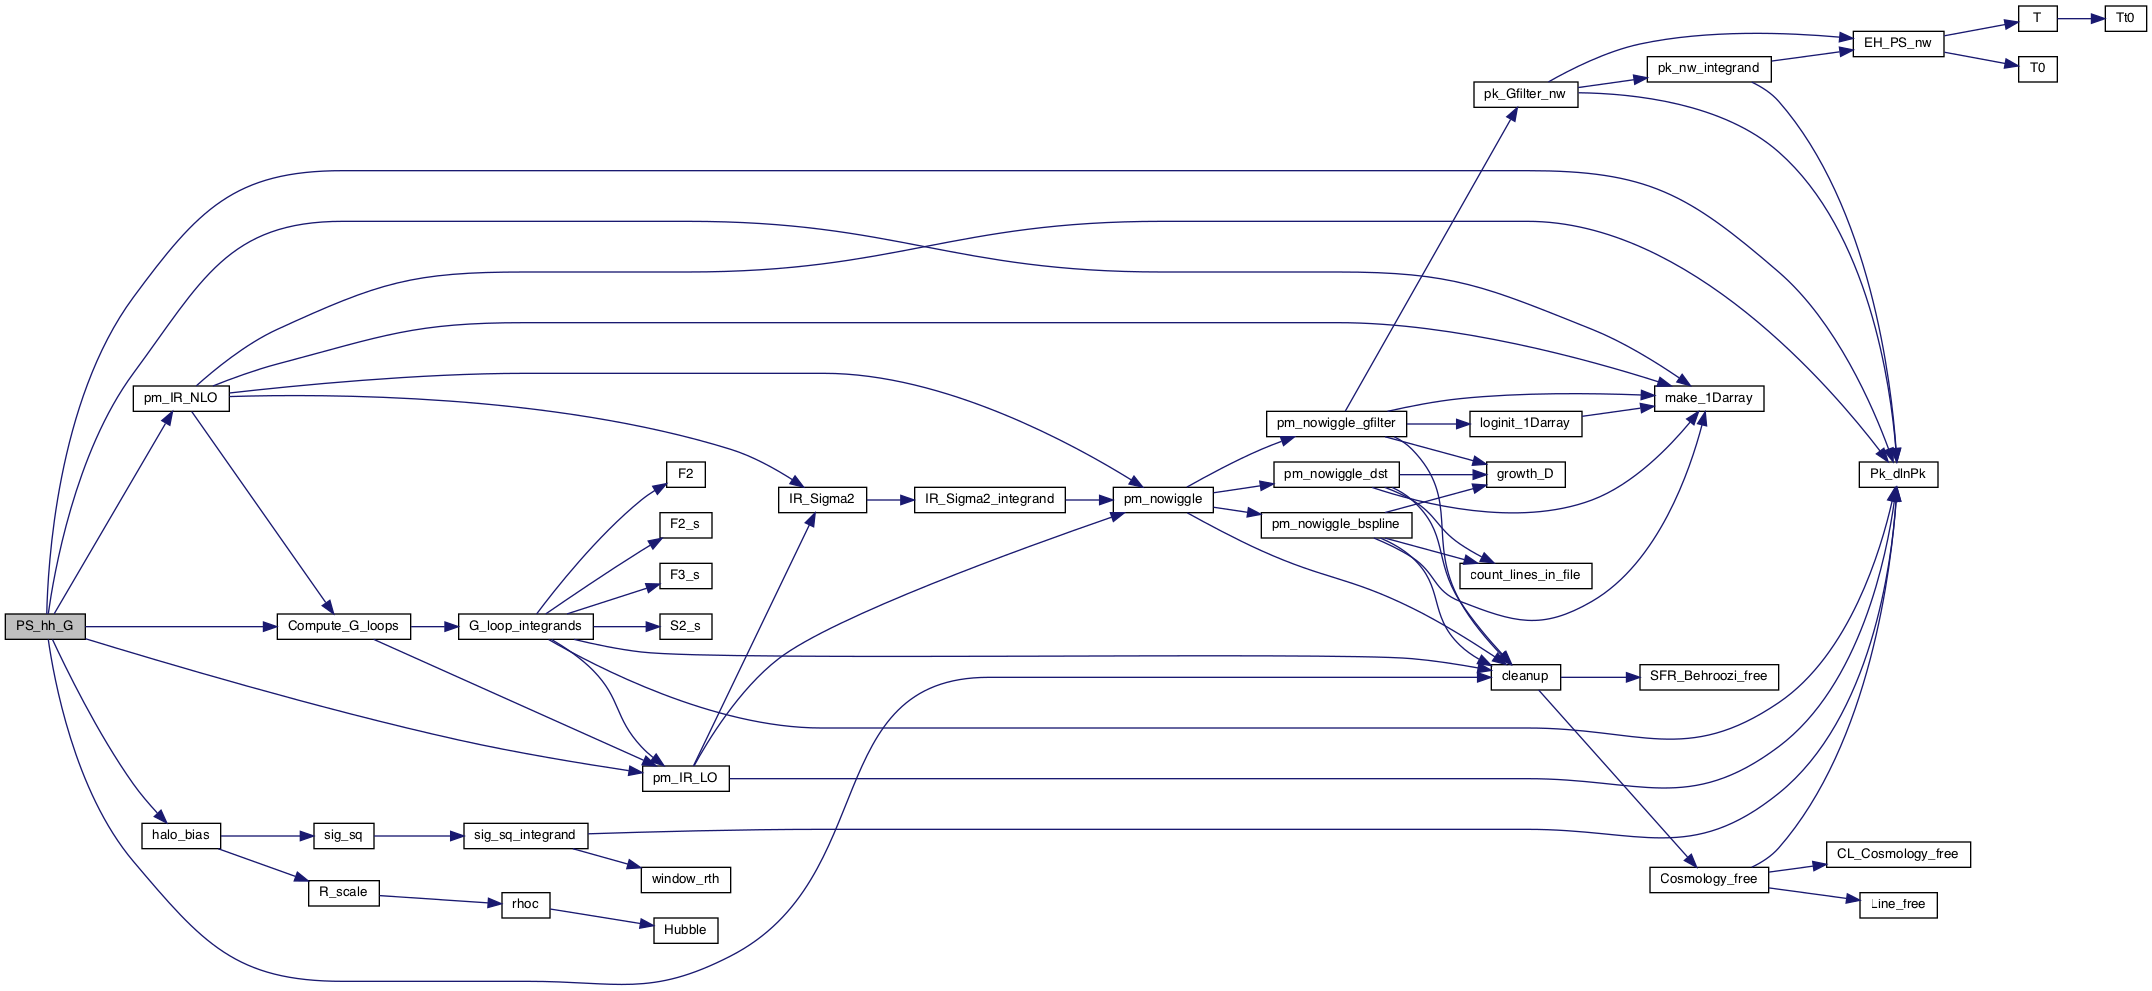 T
Tt0
EH_PS_nw
T0
pk_nw_integrand
pk_Gfilter_nw
pm_IR_NLO
make_1Darray
pm_nowiggle_gfilter
loginit_1Darray
F2
pm_nowiggle_dst
growth_D
Pk_dlnPk
IR_Sigma2
IR_Sigma2_integrand
pm_nowiggle
F2_s
pm_nowiggle_bspline
F3_s
count_lines_in_file
PS_hh_G
Compute_G_loops
G_loop_integrands
S2_s
cleanup
SFR_Behroozi_free
pm_IR_LO
halo_bias
sig_sq
sig_sq_integrand
CL_Cosmology_free
window_rth
Cosmology_free
R_scale
rhoc
Line_free
Hubble